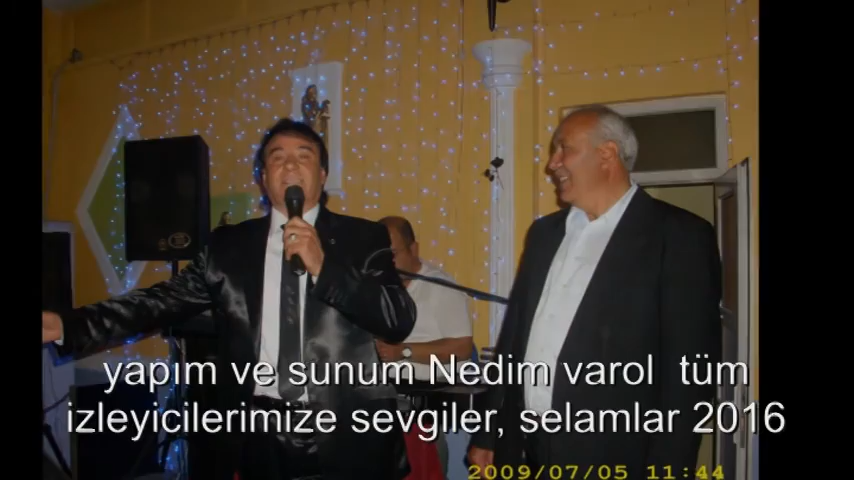 yapım ve sunum Nedim varol tüm
izleyicilerimize sevgiler, selamlar 2016
2009/07/05 11:44